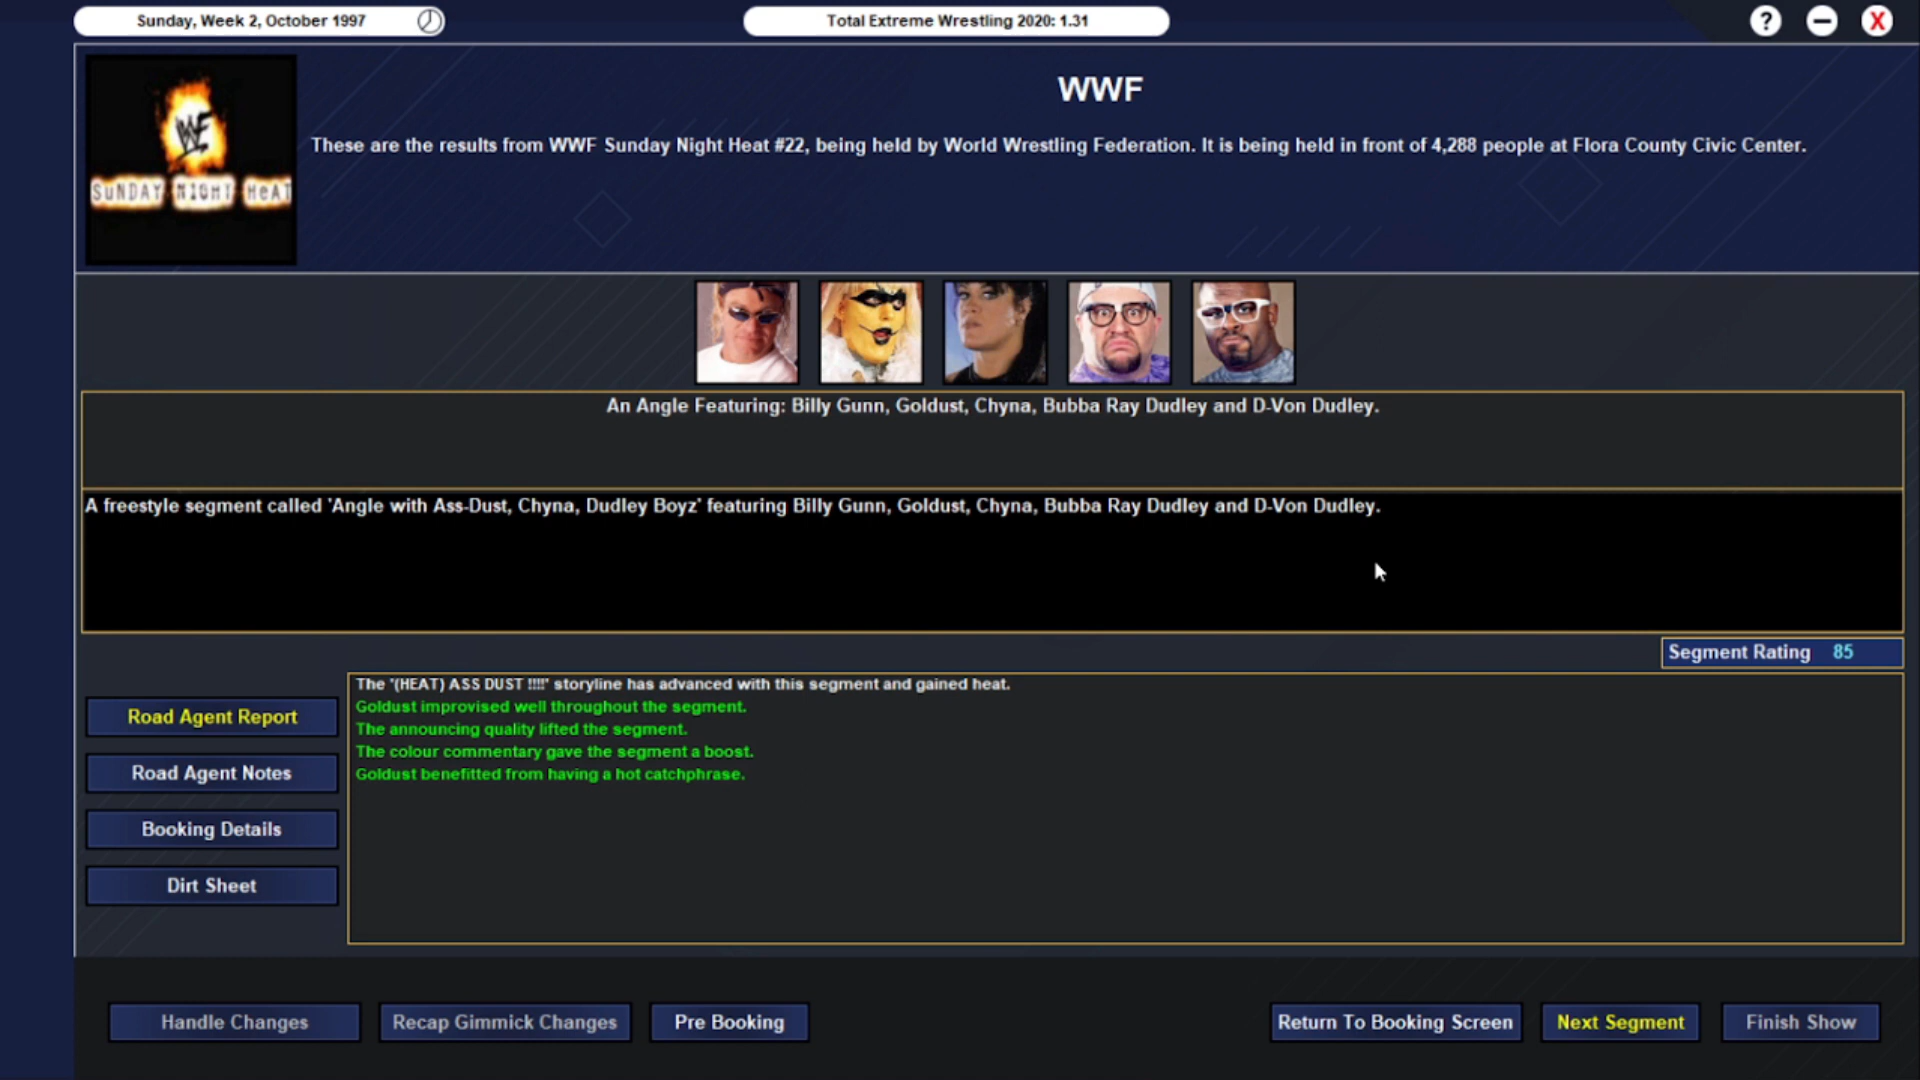 Sunday, Week 2, October 1997
Total Extreme Wrestling 2020: 1.31
?
X
WF
SUNDAY NIGHT HEAT
WWF
These are the results from WWF Sunday Night Heat #22, being held by World Wrestling Federation. It is being held in front of 4,288 people at Flora County Civic Center.
An Angle Featuring: Billy Gunn, Goldust, Chyna, Bubba Ray Dudley and D-Von Dudley.
A freestyle segment called 'Angle with Ass-Dust, Chyna, Dudley Boyz' featuring Billy Gunn, Goldust, Chyna, Bubba Ray Dudley and D-Von Dudley.
Segment Rating 85
Road Agent Report
Road Agent Notes
Booking Details
Dirt Sheet
The '(HEAT) ASS DUST !!!!' storyline has advanced with this segment and gained heat.
Goldust improvised well throughout the segment.
The announcing quality lifted the segment.
The colour commentary gave the segment a boost.
Goldust benefitted from having a hot catchphrase.
Handle Changes
Recap Gimmick Changes
Pre Booking
Return To Booking Screen
Next Segment
Finish Show